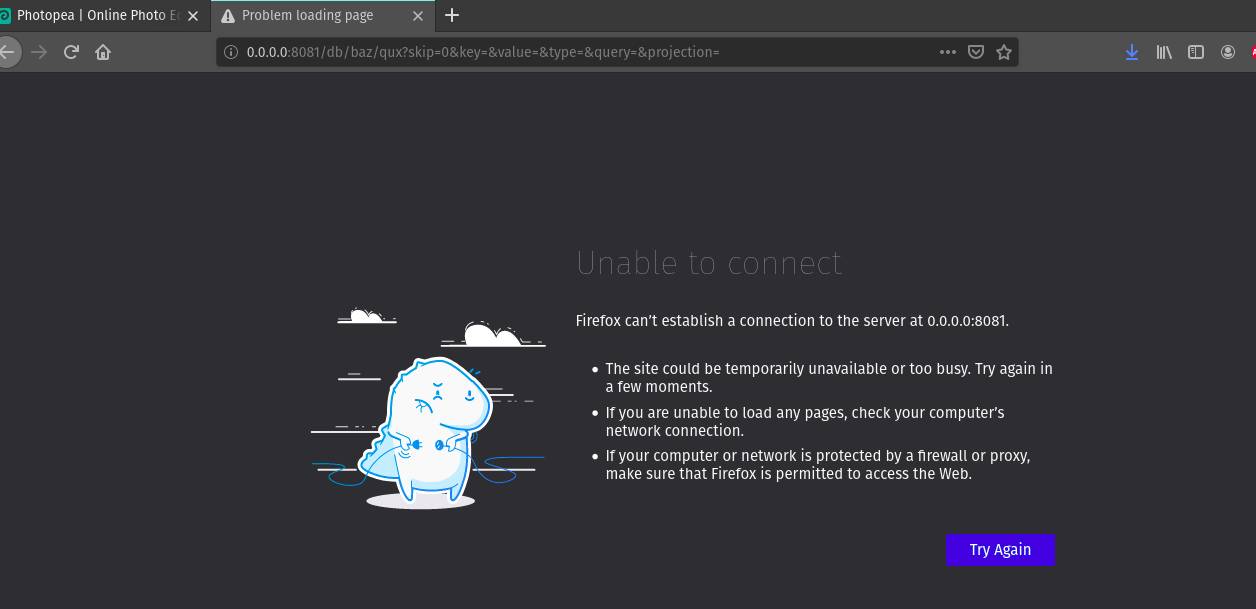 Photopea | Online Photo Ed
Problem loading page
0.0.0.0:8081/db/baz/qux?skip=0&key=&value=&type=&query=&projection=
Unable to connect
Firefox can’t establish a connection to the server at 0.0.0.0:8081.
• The site could be temporarily unavailable or too busy. Try again in
a few moments.
• If you are unable to load any pages, check your computer’s
network connection.
• If your computer or network is protected by a firewall or proxy,
make sure that Firefox is permitted to access the Web.
Try Again